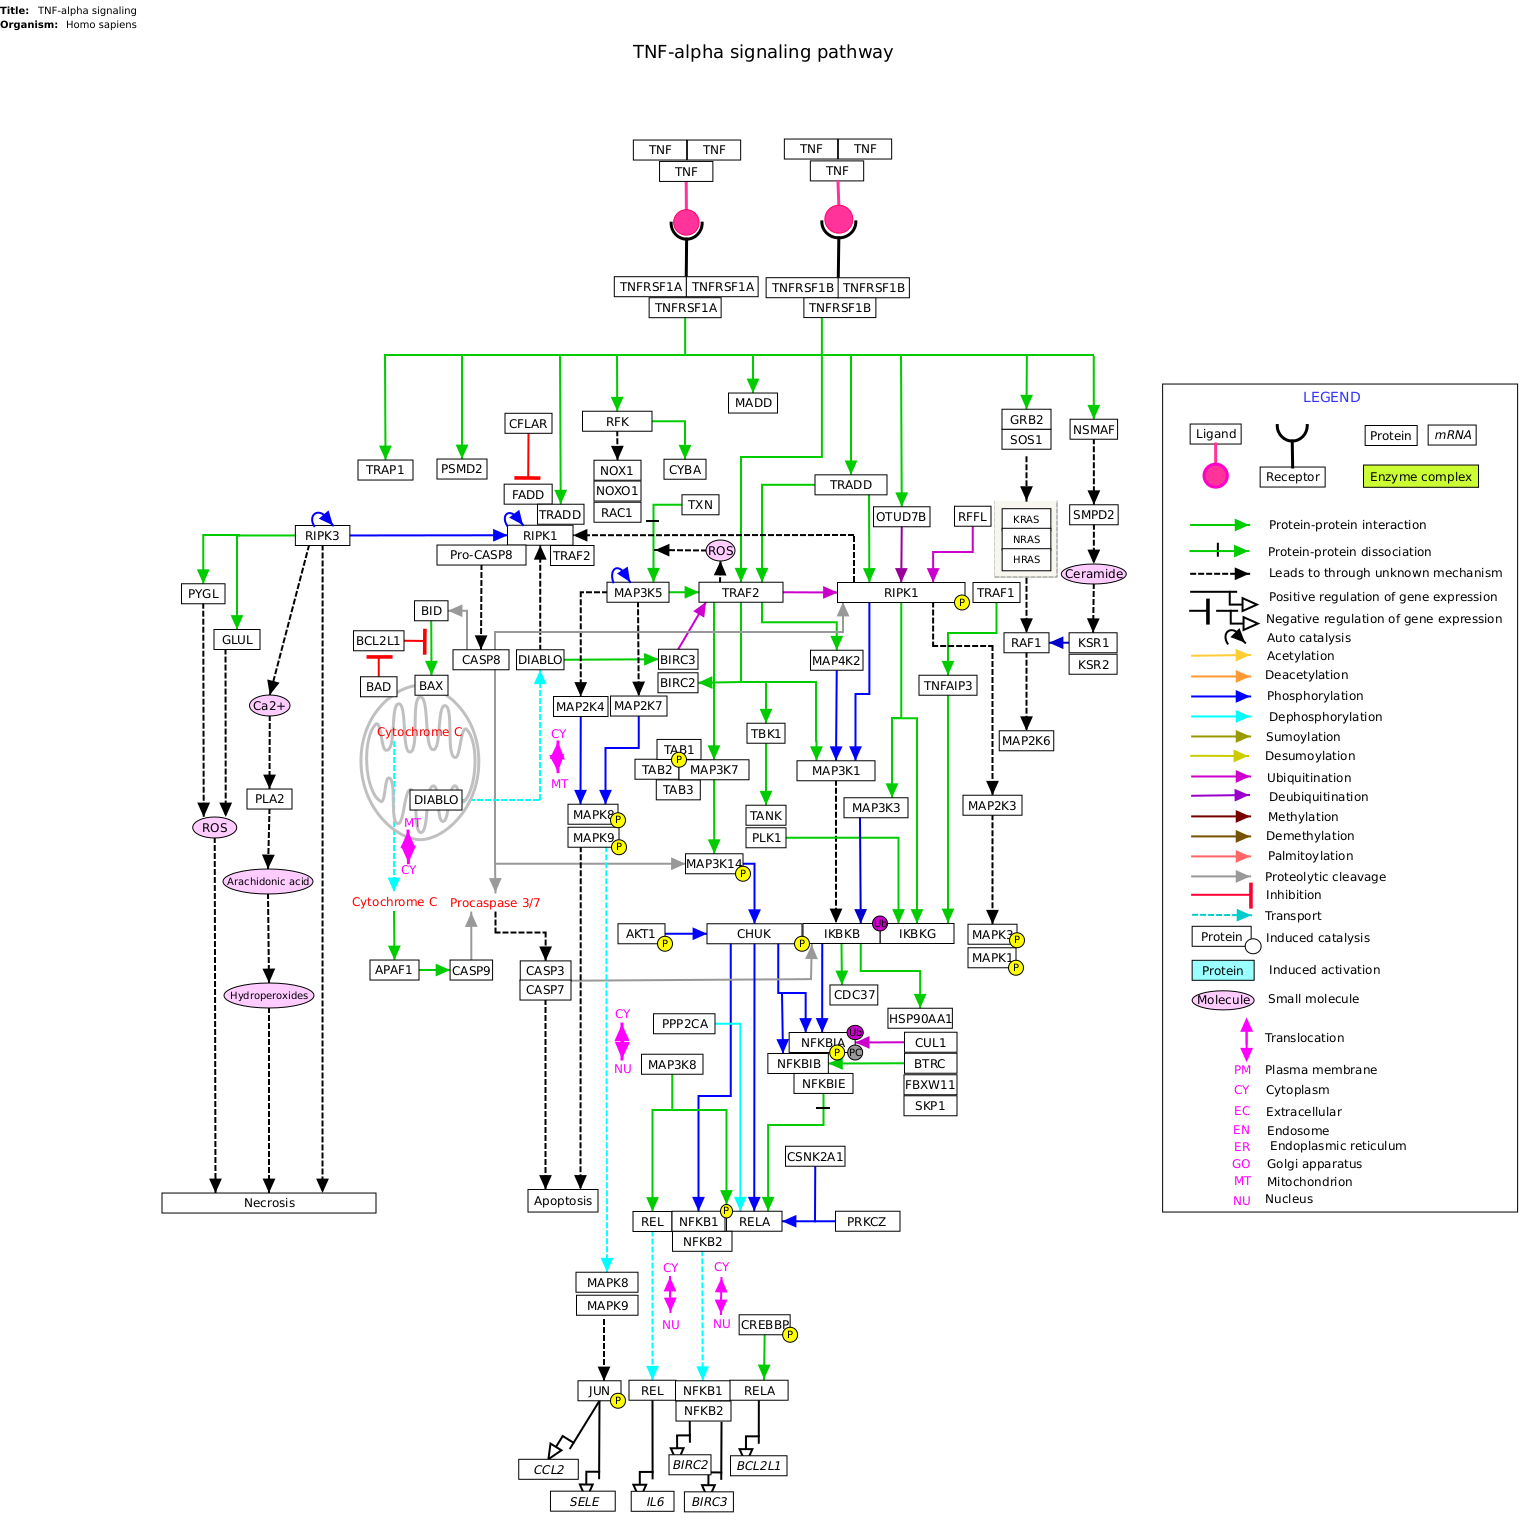 Title: TNF-alpha signaling
Organism: Homo sapiens
TNF-alpha signaling pathway
TNF TNF TNF TNF
TNF TNF
TNFRSF1A TNFRSF1A TNFRSF1B TNFRSF1B
TNFRSF1A TNFRSF1B
MADD
CFLAR RFK GRB2 NSMAF
SOS1
TRAP1 PSMD2 NOX1 CYBA TRADD
FADD NOXO1 TXN
TRADD RAC1 OTUD7B RFFL KRAS SMPD2
RIPK3 RIPK1 NRAS
Pro-CASP8 TRAF2 ROS HRAS
Ceramide
PYGL MAP3K5 TRAF2 RIPK1 P TRAF1
BID
GLUL BCL2L1 RAF1 KSR1
CASP8 DIABLO BIRC3 MAP4K2 KSR2
BAD BAX BIRC2 TNFAIP3
Ca2+ MAP2K4 MAP2K7
Cytochrome C CY TBK1 MAP2K6
TAB1
P
TAB2 MAP3K7 MAP3K1
MT TAB3
PLA2 DIABLO MAP3K3 MAP2K3
MAPK8 P TANK
ROS MT MAPK9 P PLK1
CY MAP3K14 P
Arachidonic acid
Cytochrome C Procaspase 3/7
AKT1 P CHUK P IKBKB Ub IKBKG MAPK3 P
MAPK1 P
APAF1 CASP9 CASP3
CASP7 CDC37
Hydroperoxides
CY PPP2CA HSP90AA1
NFKBIA Ub P PC CUL1
NU MAP3K8 NFKBIB BTRC
NFKBIE FBXW11
SKP1
CSNK2A1
Necrosis Apoptosis
REL NFKB1 P RELA PRKCZ
NFKB2
CY CY
MAPK8
MAPK9
NU NU CREBBP P
JUN P REL NFKB1 RELA
NFKB2
CCL2 BIRC2 BCL2L1
SELE IL6 BIRC3
LEGEND
Ligand Protein mRNA
Receptor Enzyme complex
Protein-protein interaction
Protein-protein dissociation
Leads to through unknown mechanism
Positive regulation of gene expression
Negative regulation of gene expression
Auto catalysis
Acetylation
Deacetylation
Phosphorylation
Dephosphorylation
Sumoylation
Desumoylation
Ubiquitination
Deubiquitination
Methylation
Demethylation
Palmitoylation
Proteolytic cleavage
Inhibition
Transport
Protein Induced catalysis
Protein Induced activation
Molecule Small molecule
Translocation
PM Plasma membrane
CY Cytoplasm
EC Extracellular
EN Endosome
ER Endoplasmic reticulum
GO Golgi apparatus
MT Mitochondrion
NU Nucleus